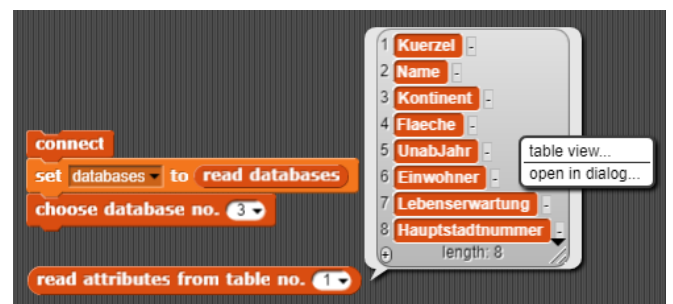 connect
set databases to read databases
choose database no. 3
read attributes from table no. 1
1 Kuerzel -
2 Name -
3 Kontinent -
4 Flaeche -
5 UnabJahr -
6 Einwohner -
7 Lebenserwartung -
8 Hauptstadtnummer -
+ length: 8
table view...
open in dialog...